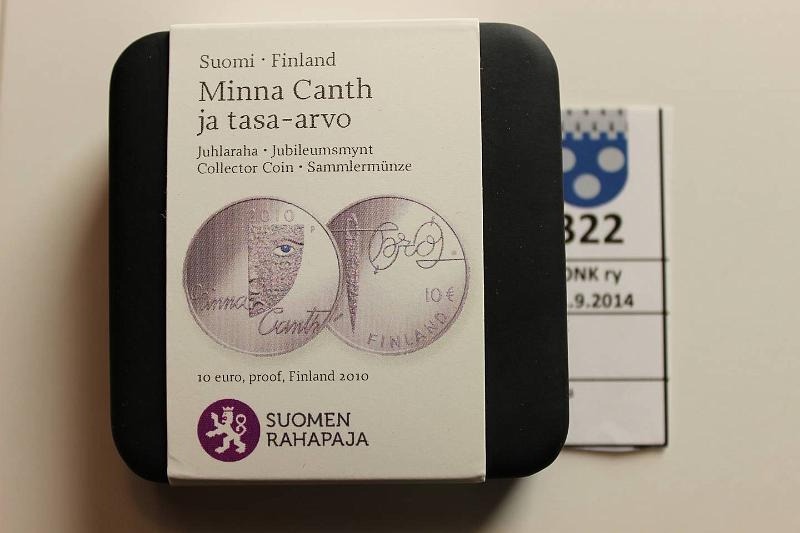 Suomi · Finland
Minna Canth
ja tasa-arvo
Juhlaraha · Jubileumsmynt
Collector Coin · Sammlermünze
2010
P
Minna
Canth
10 €
FINLAND
10 euro, proof, Finland 2010
SUOMEN
RAHAPAJA
322
ONK ry
.9.2014